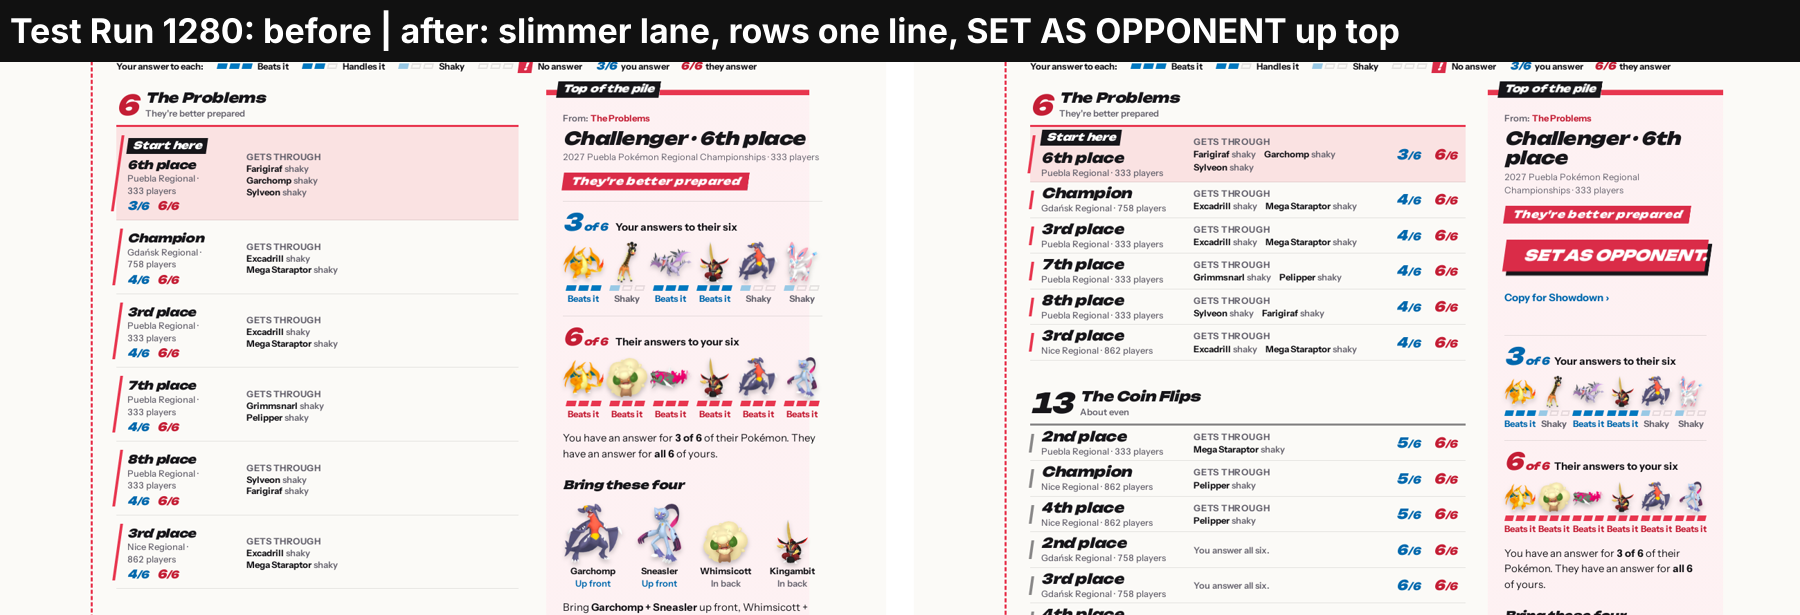 Test Run 1280: before | after: slimmer lane, rows one line, SET AS OPPONENT up top
Your answer to each: Beats it Handles it Shaky ! No answer 3/6 you answer 6/6 they answer
6 The Problems
They're better prepared
Start here
6th place
Puebla Regional ·
333 players
3/6 6/6
GETS THROUGH
Farigiraf shaky
Garchomp shaky
Sylveon shaky
Champion
Gdańsk Regional ·
758 players
4/6 6/6
GETS THROUGH
Excadrill shaky
Mega Staraptor shaky
3rd place
Puebla Regional ·
333 players
4/6 6/6
GETS THROUGH
Excadrill shaky
Mega Staraptor shaky
7th place
Puebla Regional ·
333 players
4/6 6/6
GETS THROUGH
Grimmsnarl shaky
Pelipper shaky
8th place
Puebla Regional ·
333 players
4/6 6/6
GETS THROUGH
Sylveon shaky
Farigiraf shaky
3rd place
Nice Regional ·
862 players
4/6 6/6
GETS THROUGH
Excadrill shaky
Mega Staraptor shaky
Top of the pile
From: The Problems
Challenger · 6th place
2027 Puebla Pokémon Regional Championships · 333 players
They're better prepared
3 of 6 Your answers to their six
Beats it Shaky Beats it Beats it Shaky Shaky
6 of 6 Their answers to your six
Beats it Beats it Beats it Beats it Beats it Beats it
You have an answer for 3 of 6 of their Pokémon. They
have an answer for all 6 of yours.
Bring these four
Garchomp Sneasler Whimsicott Kingambit
Up front Up front In back In back
Bring Garchomp + Sneasler up front, Whimsicott +
Your answer to each: Beats it Handles it Shaky ! No answer 3/6 you answer 6/6 they answer
6 The Problems
They're better prepared
Start here
6th place
Puebla Regional · 333 players
GETS THROUGH
Farigiraf shaky Garchomp shaky
Sylveon shaky
3/6 6/6
Champion
Gdańsk Regional · 758 players
GETS THROUGH
Excadrill shaky Mega Staraptor shaky
4/6 6/6
3rd place
Puebla Regional · 333 players
GETS THROUGH
Excadrill shaky Mega Staraptor shaky
4/6 6/6
7th place
Puebla Regional · 333 players
GETS THROUGH
Grimmsnarl shaky Pelipper shaky
4/6 6/6
8th place
Puebla Regional · 333 players
GETS THROUGH
Sylveon shaky Farigiraf shaky
4/6 6/6
3rd place
Nice Regional · 862 players
GETS THROUGH
Excadrill shaky Mega Staraptor shaky
4/6 6/6
13 The Coin Flips
About even
2nd place
Puebla Regional · 333 players
GETS THROUGH
Mega Staraptor shaky
5/6 6/6
Champion
Nice Regional · 862 players
GETS THROUGH
Pelipper shaky
5/6 6/6
4th place
Nice Regional · 862 players
GETS THROUGH
Pelipper shaky
5/6 6/6
2nd place
Gdańsk Regional · 758 players
You answer all six.
6/6 6/6
3rd place
Gdańsk Regional · 758 players
You answer all six.
6/6 6/6
4th place
Top of the pile
From: The Problems
Challenger · 6th
place
2027 Puebla Pokémon Regional
Championships · 333 players
They're better prepared
SET AS OPPONENT.
Copy for Showdown ›
3 of 6 Your answers to their six
Beats it Shaky Beats it Beats it Shaky Shaky
6 of 6 Their answers to your six
Beats it Beats it Beats it Beats it Beats it Beats it
You have an answer for 3 of 6 of their
Pokémon. They have an answer for all 6
of yours.
Bring these four